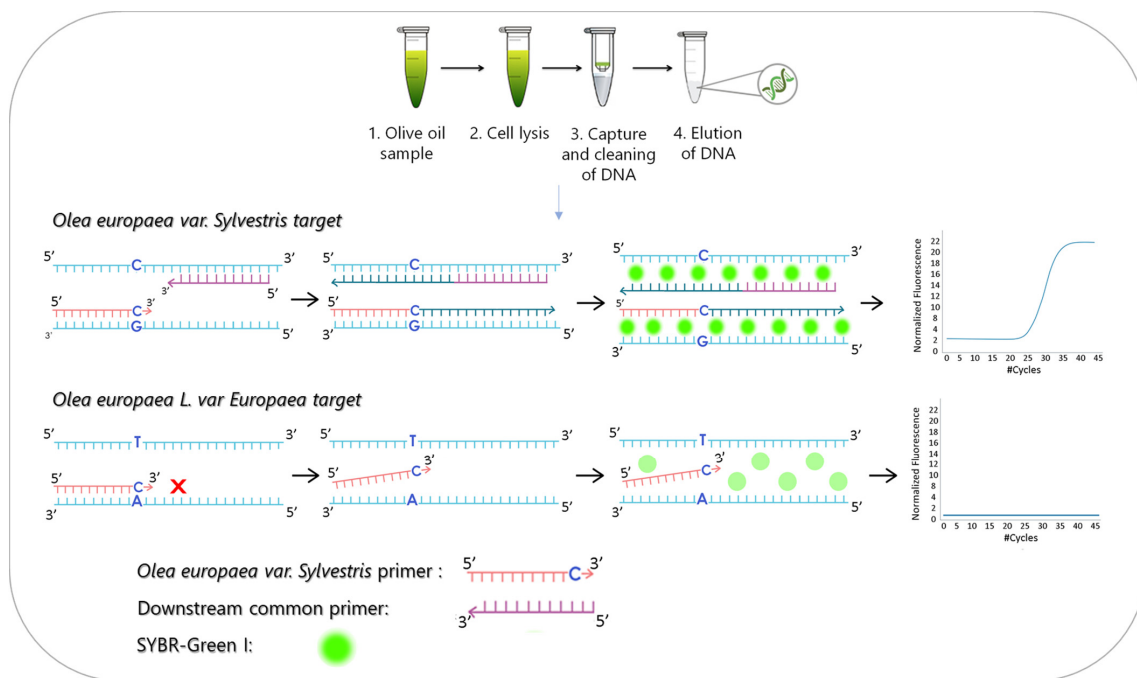 1. Olive oil
sample
2. Cell lysis
3. Capture
and cleaning
of DNA
4. Elution
of DNA
Olea europaea var. Sylvestris target
5’ C 3’
3’ 5’
5’ C 3’
3’ G 5’
5’ C 3’
C
3’ G 5’
5’ C 3’
C
3’ G 5’
Normalized Fluorescence
22
20
18
16
14
12
10
8
6
4
2
0
0 5 10 15 20 25 30 35 40 45
#Cycles
Olea europaea L. var Europaea target
5’ T 3’
5’ C 3’ X
3’ A 5’
5’ T 3’
5’ C 3’
3’ A 5’
5’ T 3’
5’ C 3’
3’ A 5’
Normalized Fluorescence
22
20
18
16
14
12
10
8
6
4
2
0
0 5 10 15 20 25 30 35 40 45
#Cycles
Olea europaea var. Sylvestris primer :
5’ C 3’
Downstream common primer:
3’ 5’
SYBR-Green I: